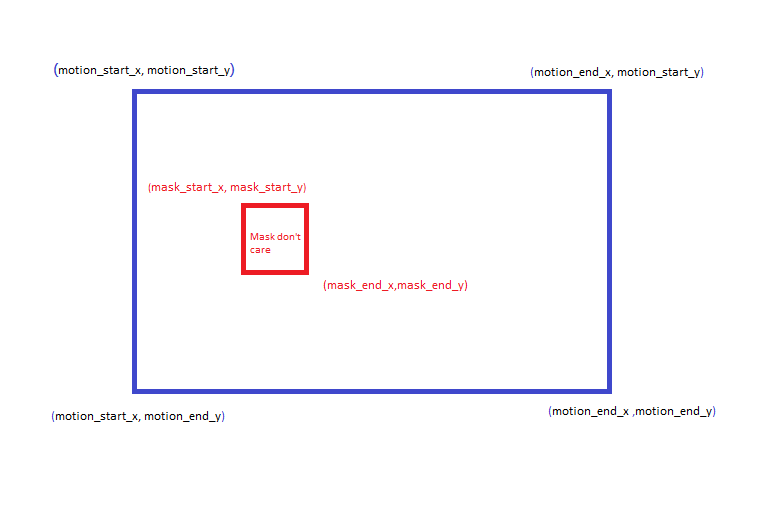 (motion_start_x, motion_start_y)
(motion_end_x, motion_start_y)
(mask_start_x, mask_start_y)
Mask don't
care
(mask_end_x,mask_end_y)
(motion_start_x, motion_end_y)
(motion_end_x ,motion_end_y)